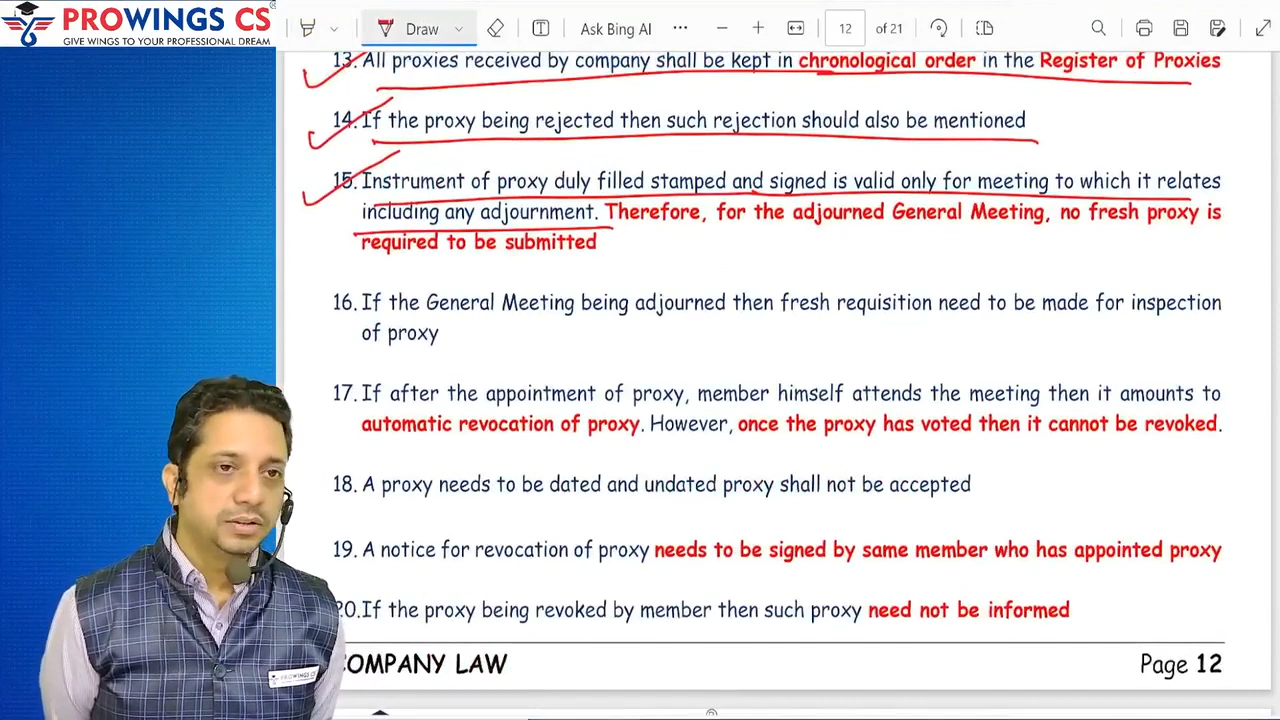 PROWINGS CS
GIVE WINGS TO YOUR PROFESSIONAL DREAM
Draw
Ask Bing AI
12 of 21
13. All proxies received by company shall be kept in chronological order in the Register of Proxies
14. If the proxy being rejected then such rejection should also be mentioned
15. Instrument of proxy duly filled stamped and signed is valid only for meeting to which it relates
including any adjournment. Therefore, for the adjourned General Meeting, no fresh proxy is
required to be submitted
16. If the General Meeting being adjourned then fresh requisition need to be made for inspection
of proxy
17. If after the appointment of proxy, member himself attends the meeting then it amounts to
automatic revocation of proxy. However, once the proxy has voted then it cannot be revoked.
18. A proxy needs to be dated and undated proxy shall not be accepted
19. A notice for revocation of proxy needs to be signed by same member who has appointed proxy
20. If the proxy being revoked by member then such proxy need not be informed
PROWINGS CS
OMPANY LAW
Page 12